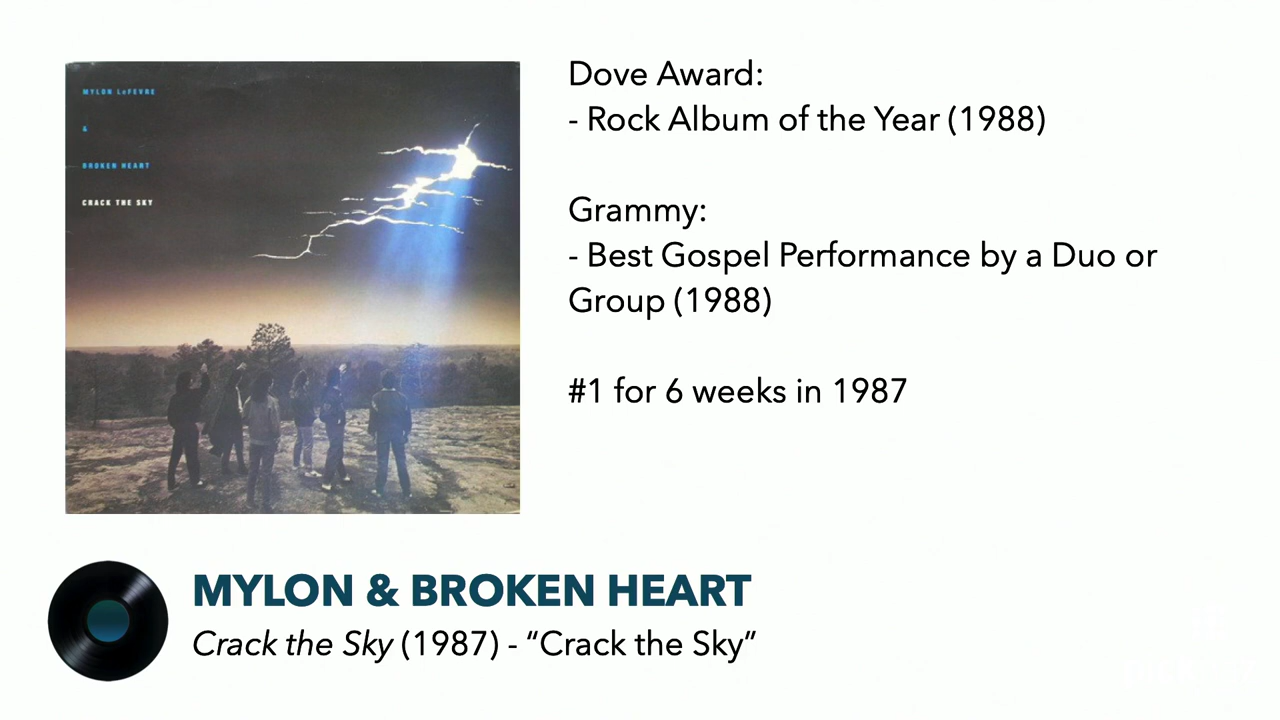 MYLON LeFEVRE
&
BROKEN HEART
CRACK THE SKY
Dove Award:
- Rock Album of the Year (1988)
Grammy:
- Best Gospel Performance by a Duo or
Group (1988)
#1 for 6 weeks in 1987
MYLON & BROKEN HEART
Crack the Sky (1987) - “Crack the Sky”